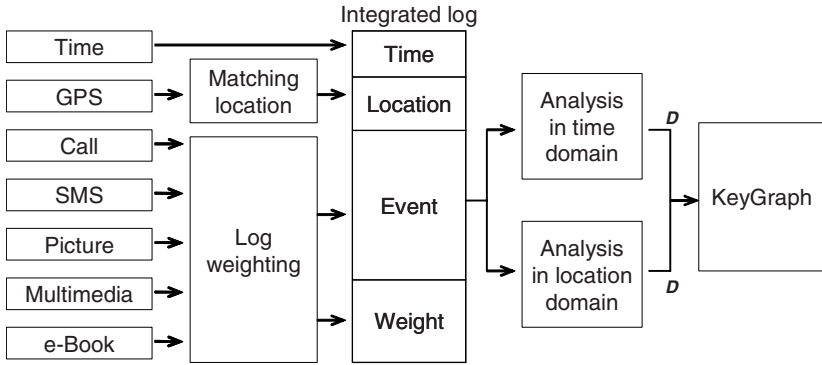 Integrated log
Time
GPS
Call
SMS
Picture
Multimedia
e-Book
Matching
location
Log
weighting
Time
Location
Event
Weight
Analysis
in time
domain
Analysis
in location
domain
D
D
KeyGraph